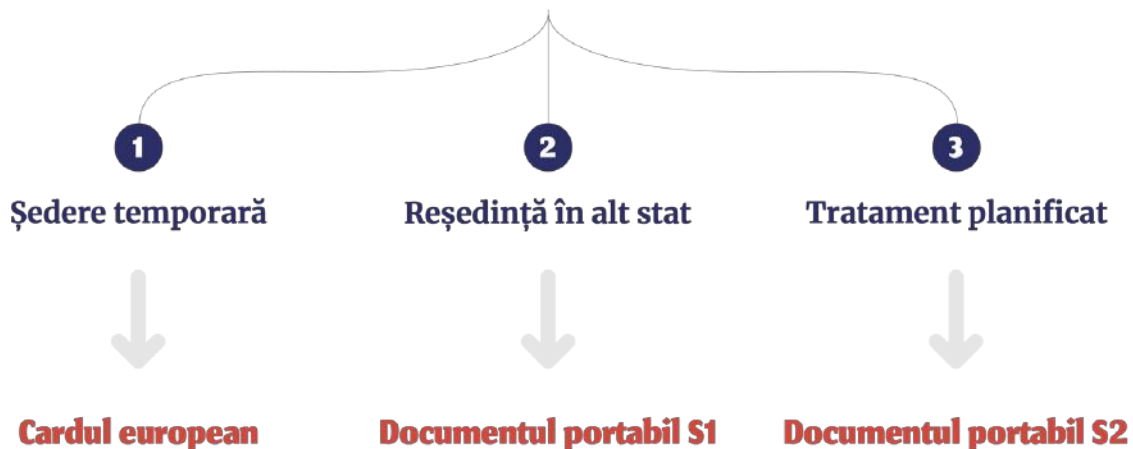 1
2
3
Ședere temporară
Reședință în alt stat
Tratament planificat
Cardul european
Documentul portabil S1
Documentul portabil S2